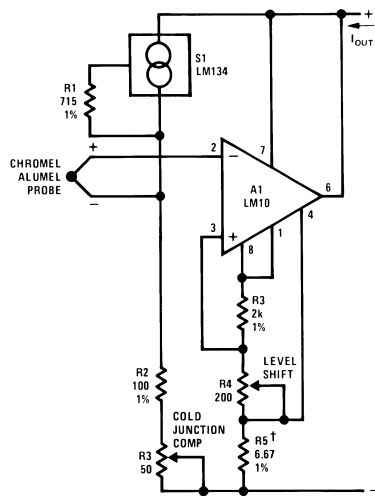 +
I OUT
S1
LM134
R1
715
1%
+
CHROMEL
ALUMEL
PROBE
−
2
−
7
A1
LM10
6
4
3
+
8
1
R3
2k
1%
LEVEL
SHIFT
R4
200
R2
100
1%
COLD
JUNCTION
COMP
R3
50
R5†
6.67
1%
−